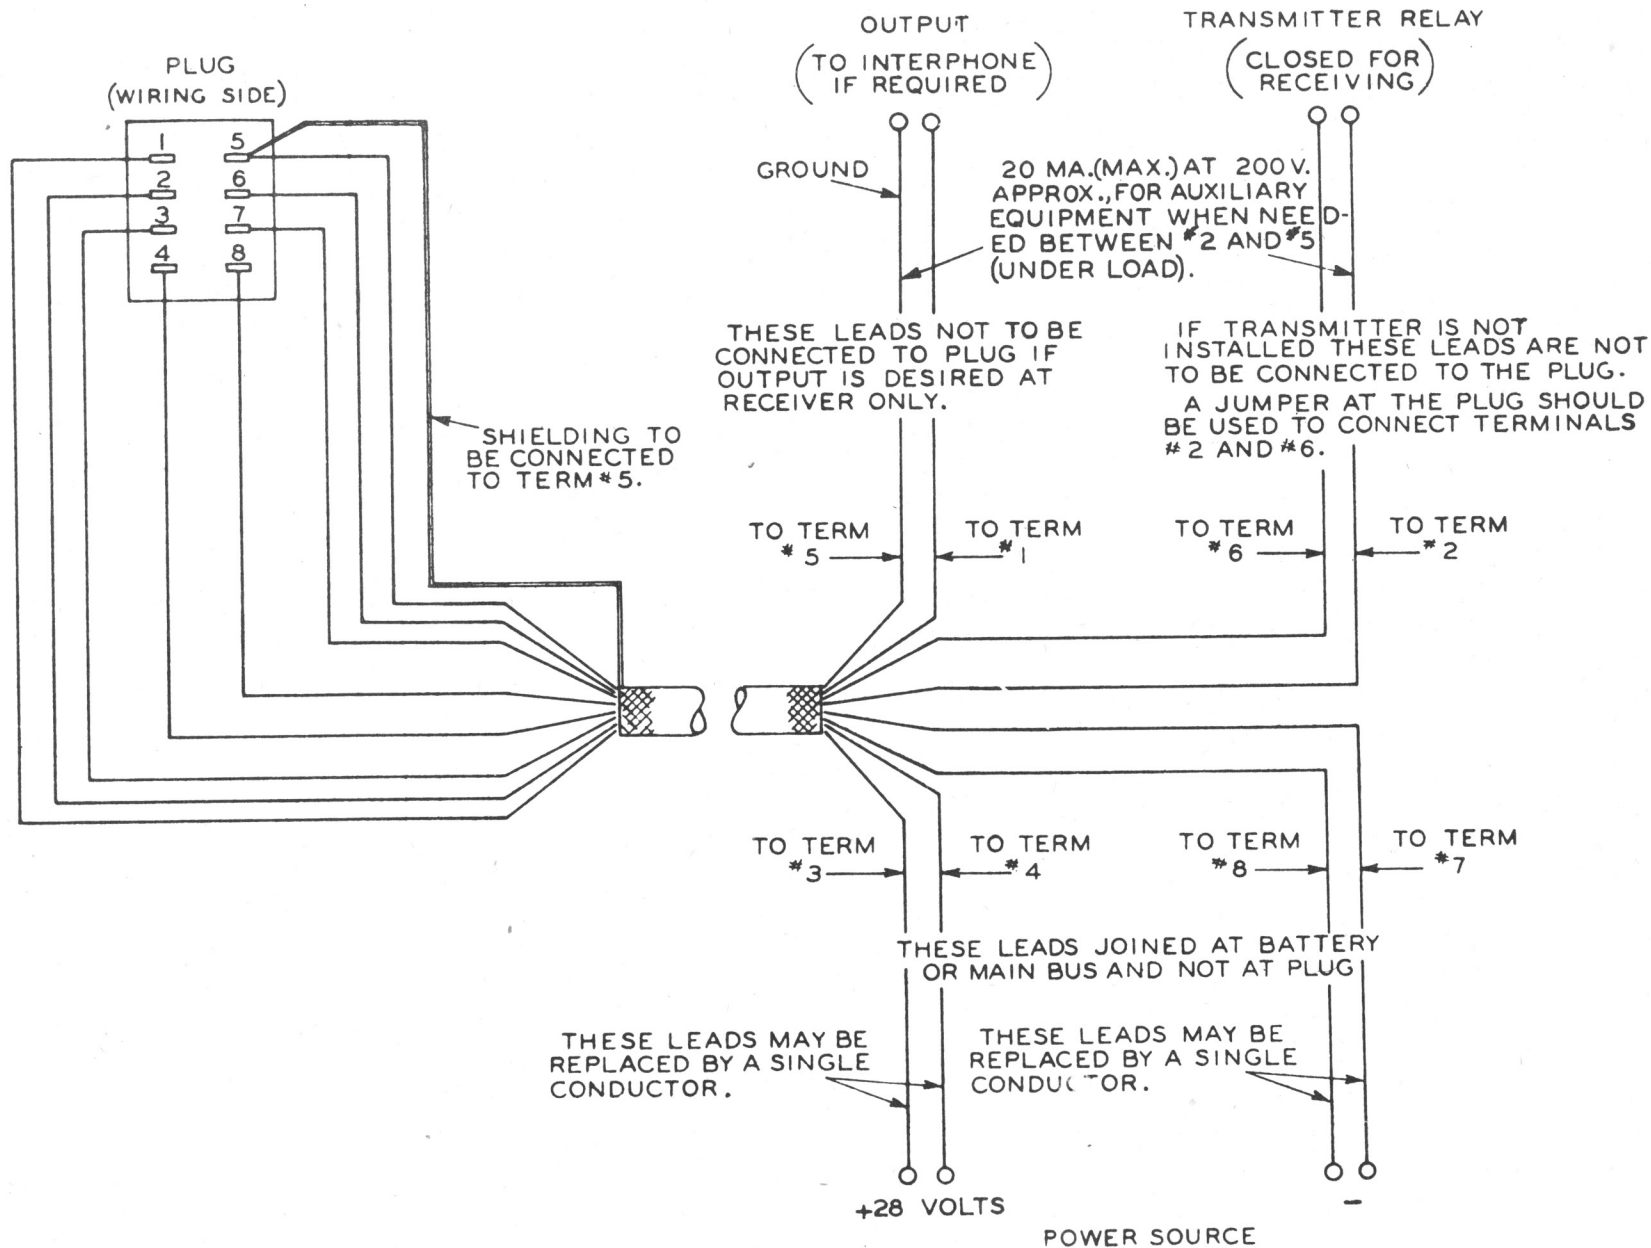 PLUG
(WIRING SIDE)
1
5
2
6
3
7
4
8
OUTPUT
(TO INTERPHONE
IF REQUIRED)
TRANSMITTER RELAY
(CLOSED FOR
RECEIVING)
GROUND
20 MA.(MAX.) AT 200 V.
APPROX., FOR AUXILIARY
EQUIPMENT WHEN NEED-
ED BETWEEN #2 AND #5
(UNDER LOAD).
THESE LEADS NOT TO BE
CONNECTED TO PLUG IF
OUTPUT IS DESIRED AT
RECEIVER ONLY.
IF TRANSMITTER IS NOT
INSTALLED THESE LEADS ARE NOT
TO BE CONNECTED TO THE PLUG.
A JUMPER AT THE PLUG SHOULD
BE USED TO CONNECT TERMINALS
#2 AND #6.
SHIELDING TO
BE CONNECTED
TO TERM #5.
TO TERM
#5
TO TERM
#1
TO TERM
#6
TO TERM
#2
TO TERM
#3
TO TERM
#4
TO TERM
#8
TO TERM
#7
THESE LEADS JOINED AT BATTERY
OR MAIN BUS AND NOT AT PLUG
THESE LEADS MAY BE
REPLACED BY A SINGLE
CONDUCTOR.
THESE LEADS MAY BE
REPLACED BY A SINGLE
CONDUCTOR.
+28 VOLTS
–
POWER SOURCE